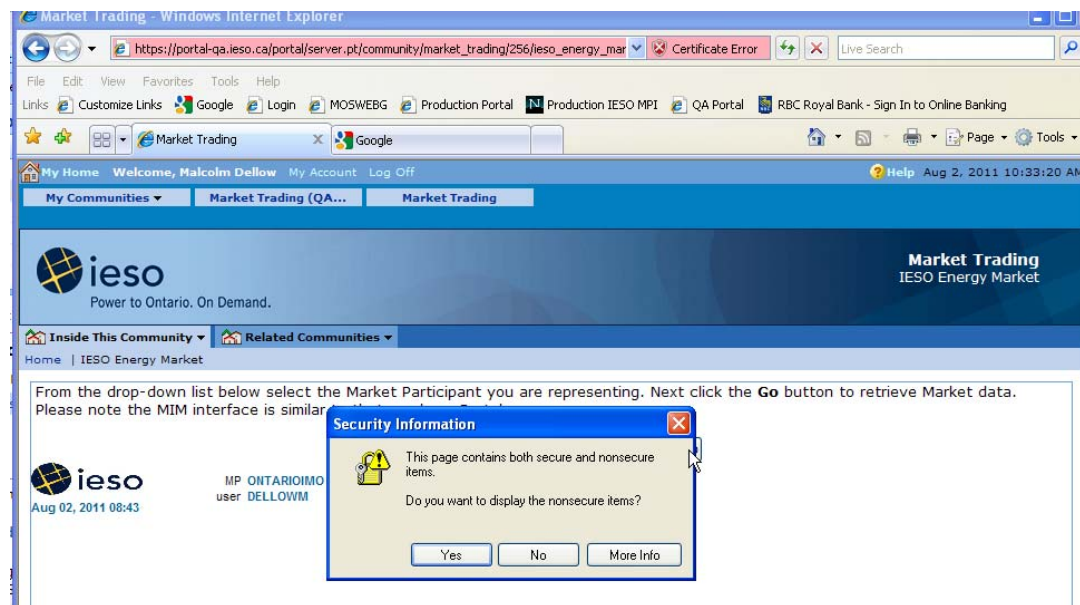 Market Trading - Windows Internet Explorer
https://portal-qa.ieso.ca/portal/server.pt/community/market_trading/256/ieso_energy_mar Certificate Error Live Search
File Edit View Favorites Tools Help
Links Customize Links Google Login MOSWEBG Production Portal Production IESO MPI QA Portal RBC Royal Bank - Sign In to Online Banking
Market Trading Google Page Tools
My Home Welcome, Malcolm Dellow My Account Log Off Help Aug 2, 2011 10:33:20 AM
My Communities Market Trading (QA... Market Trading
ieso
Power to Ontario. On Demand.
Market Trading
IESO Energy Market
Inside This Community Related Communities
Home | IESO Energy Market
From the drop-down list below select the Market Participant you are representing. Next click the Go button to retrieve Market data.
Please note the MIM interface is similar
Security Information
This page contains both secure and nonsecure
items.
Do you want to display the nonsecure items?
Yes No More Info
ieso
Aug 02, 2011 08:43
MP ONTARIOIMO
user DELLOWM